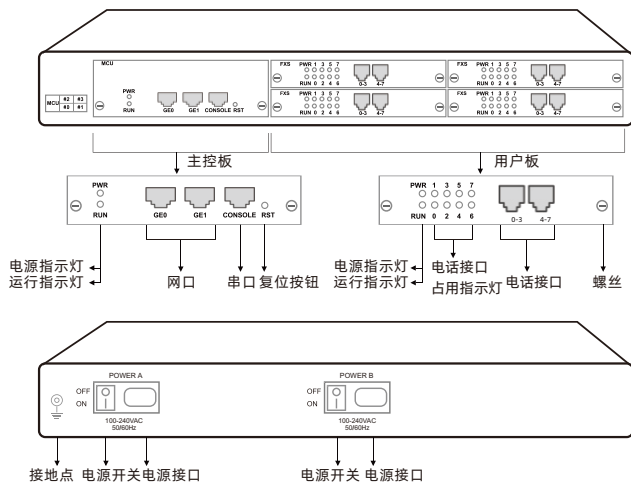 MCU
PWR
RUN
GE0 GE1 CONSOLE RST
FXS PWR 1 3 5 7
RUN 0 2 4 6 0-3 4-7
FXS PWR 1 3 5 7
RUN 0 2 4 6 0-3 4-7
FXS PWR 1 3 5 7
RUN 0 2 4 6 0-3 4-7
FXS PWR 1 3 5 7
RUN 0 2 4 6 0-3 4-7
MCU #2 #3
#0 #1
主控板 用户板
PWR
RUN GE0 GE1 CONSOLE RST
PWR 1 3 5 7
RUN 0 2 4 6 0-3 4-7
电源指示灯
运行指示灯
网口 串口 复位按钮
电源指示灯
运行指示灯
电话接口
占用指示灯
电话接口 螺丝
POWER A POWER B
OFF
ON
100-240VAC
50/60Hz
OFF
ON
100-240VAC
50/60Hz
接地点 电源开关 电源接口 电源开关 电源接口